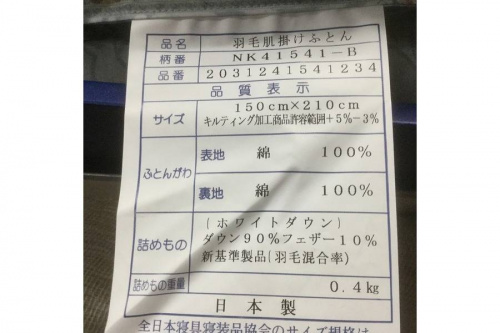 品名 羽毛肌掛けふとん
柄番 NK41541-B
品番 2031241541234
品質表示
サイズ 150cm×210cm
キルティング加工商品許容範囲+5%-3%
ふとんがわ 表地 綿 100%
裏地 綿 100%
詰めもの (ホワイトダウン)
ダウン90%フェザー10%
新基準製品(羽毛混合率)
詰めもの重量 0.4kg
日本製
全日本寝具寝装品協会のサイズ規格は